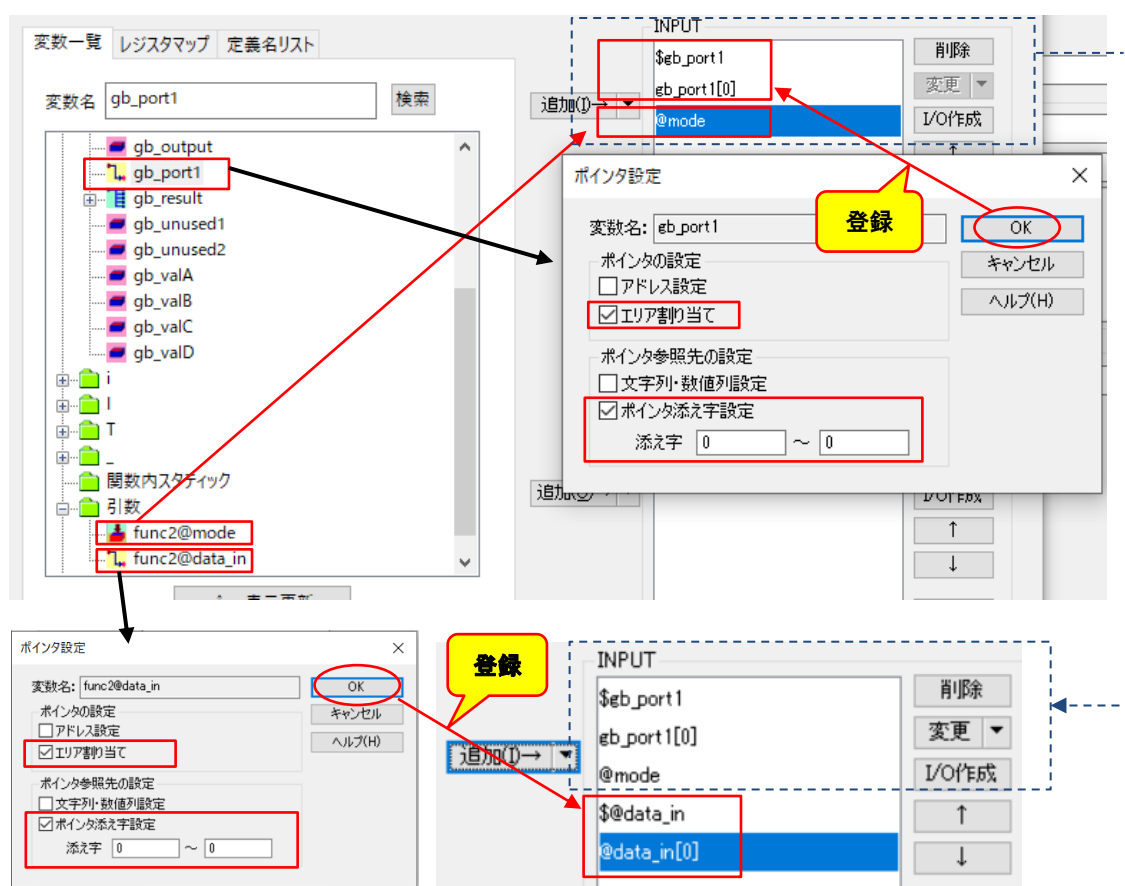 変数一覧 レジスタマップ 定義名リスト
変数名 gb_port1 検索
gb_output
gb_port1
gb_result
gb_unused1
gb_unused2
gb_valA
gb_valB
gb_valC
gb_valD
i
l
T
_
関数内スタティック
引数
func2@mode
func2@data_in
追加(I)→
INPUT
$gb_port1
gb_port1[0]
@mode
削除
変更
I/O作成
↑
ポインタ設定
変数名: gb_port1
登録
OK
キャンセル
ヘルプ(H)
ポインタの設定
アドレス設定
エリア割り当て
ポインタ参照先の設定
文字列・数値列設定
ポインタ添え字設定
添え字 0 ～ 0
I/O作成
↑
↓
ポインタ設定
変数名: func2@data_in
OK
キャンセル
ヘルプ(H)
ポインタの設定
アドレス設定
エリア割り当て
ポインタ参照先の設定
文字列・数値列設定
ポインタ添え字設定
添え字 0 ～ 0
登録
追加(I)→
INPUT
$gb_port1
gb_port1[0]
@mode
$@data_in
@data_in[0]
削除
変更
I/O作成
↑
↓